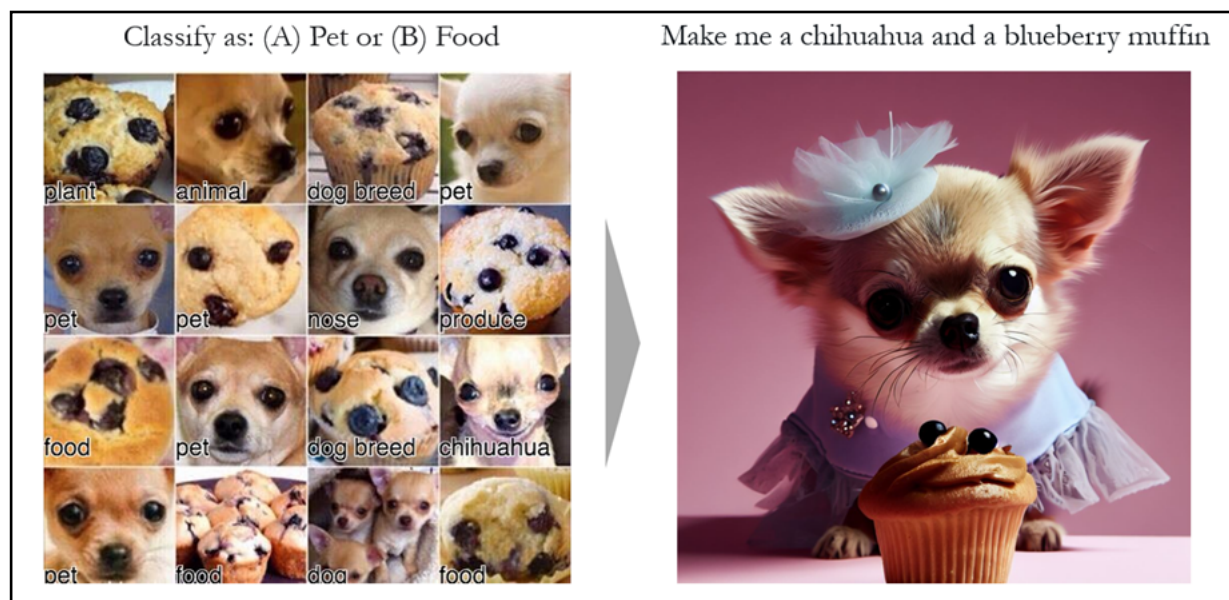 Classify as: (A) Pet or (B) Food
Make me a chihuahua and a blueberry muffin
plant
animal
dog breed
pet
pet
pet
nose
produce
food
pet
dog breed
chihuahua
pet
food
dog
food